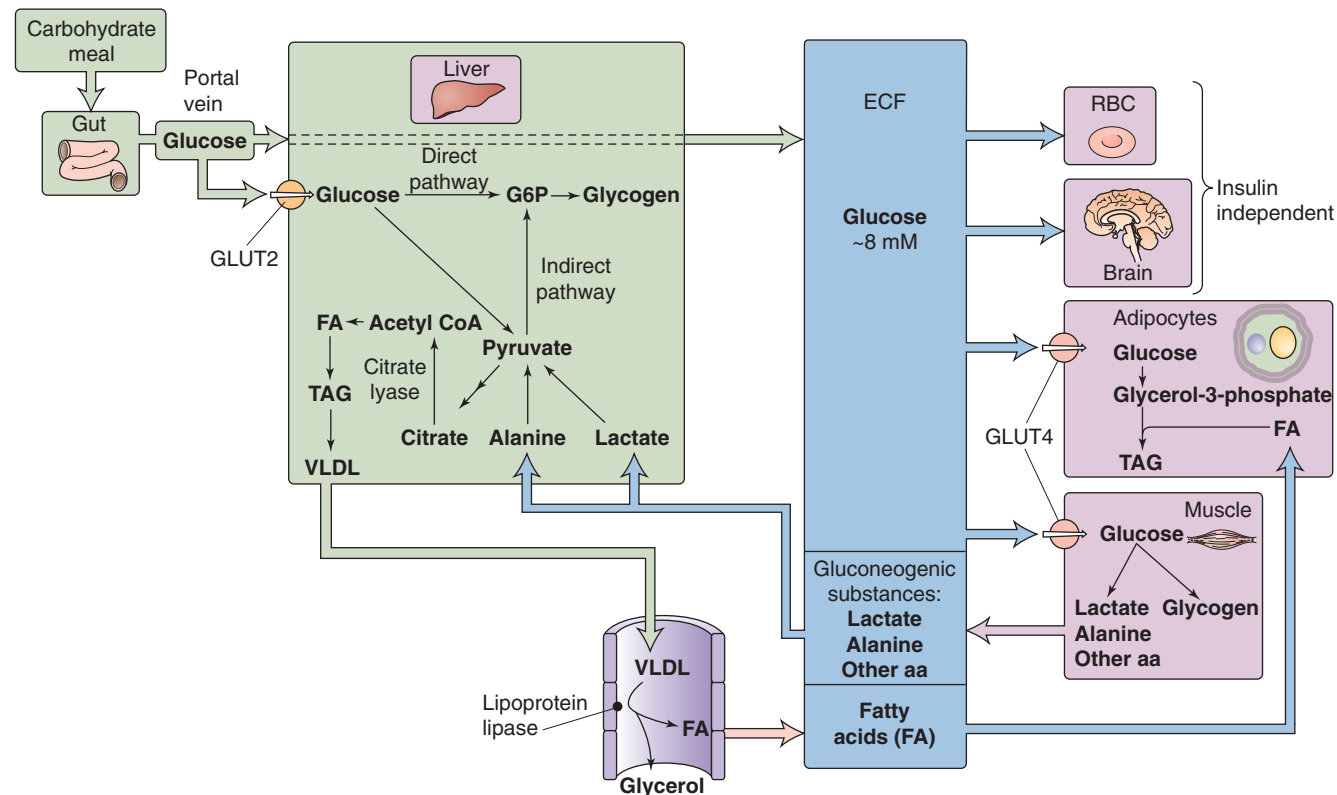 Carbohydrate
meal
Gut
Portal
vein
Glucose
GLUT2
Liver
Glucose
Direct
pathway
G6P
Glycogen
Indirect
pathway
FA
Acetyl CoA
Pyruvate
Citrate
lyase
TAG
Citrate
Alanine
Lactate
VLDL
VLDL
Lipoprotein
lipase
FA
Glycerol
ECF
Glucose
~8 mM
Gluconeogenic
substances:
Lactate
Alanine
Other aa
Fatty
acids (FA)
RBC
Brain
Insulin
independent
Adipocytes
Glucose
Glycerol-3-phosphate
FA
TAG
GLUT4
Muscle
Glucose
Lactate
Glycogen
Alanine
Other aa